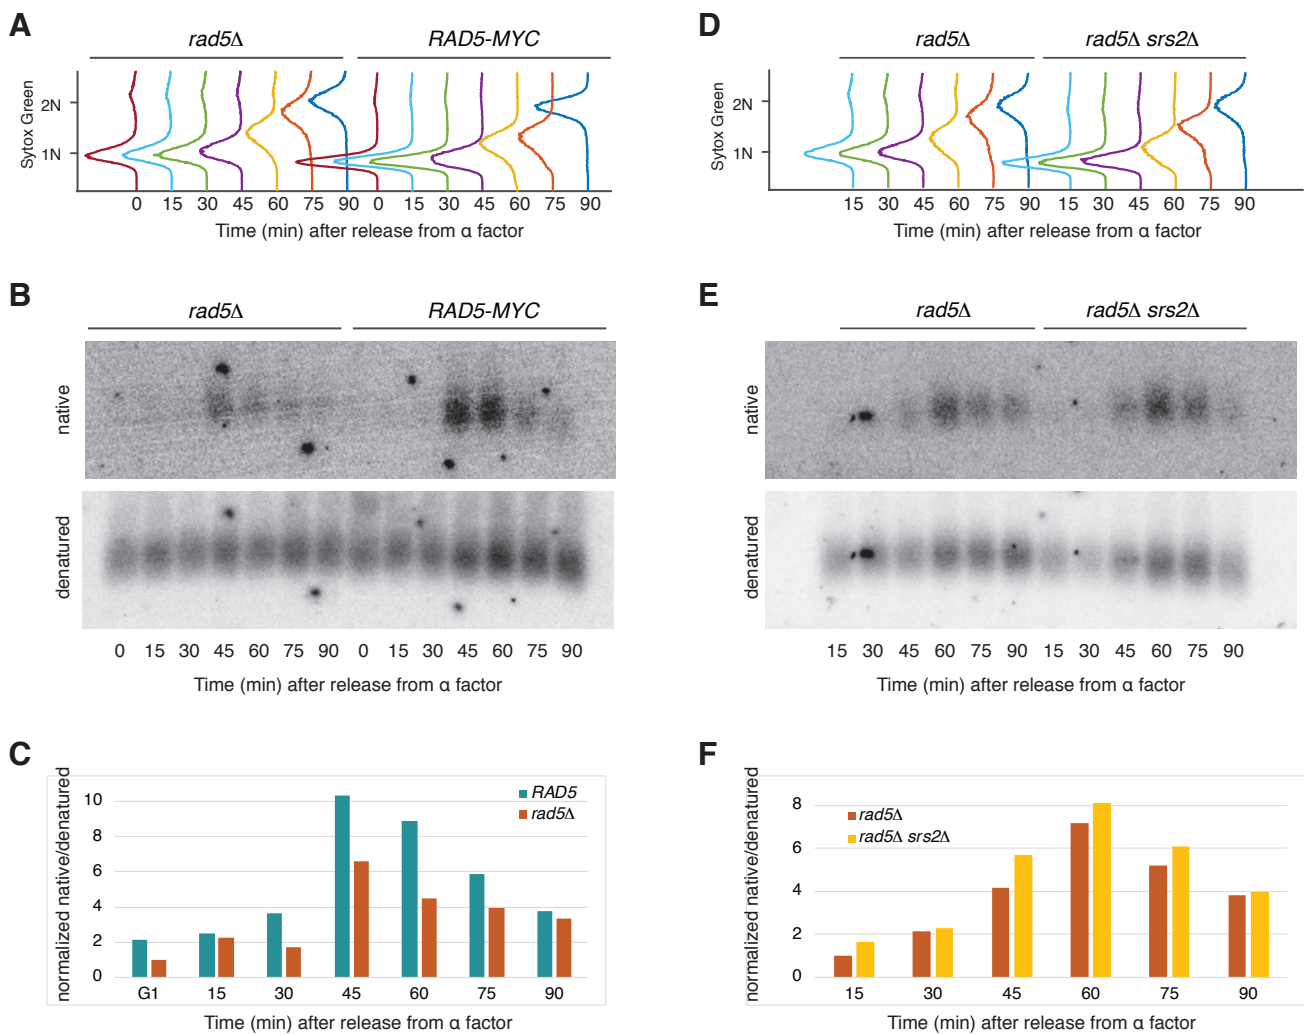 A
rad5Δ
RAD5-MYC
Sytox Green
2N
1N
0 15 30 45 60 75 90 0 15 30 45 60 75 90
Time (min) after release from α factor
B
rad5Δ
RAD5-MYC
native
denatured
0 15 30 45 60 75 90 0 15 30 45 60 75 90
Time (min) after release from α factor
C
normalized native/denatured
10
8
6
4
2
0
RAD5
rad5Δ
G1 15 30 45 60 75 90
Time (min) after release from α factor
D
rad5Δ
rad5Δ srs2Δ
Sytox Green
2N
1N
15 30 45 60 75 90 15 30 45 60 75 90
Time (min) after release from α factor
E
rad5Δ
rad5Δ srs2Δ
native
denatured
15 30 45 60 75 90 15 30 45 60 75 90
Time (min) after release from α factor
F
normalized native/denatured
8
6
4
2
0
rad5Δ
rad5Δ srs2Δ
15 30 45 60 75 90
Time (min) after release from α factor